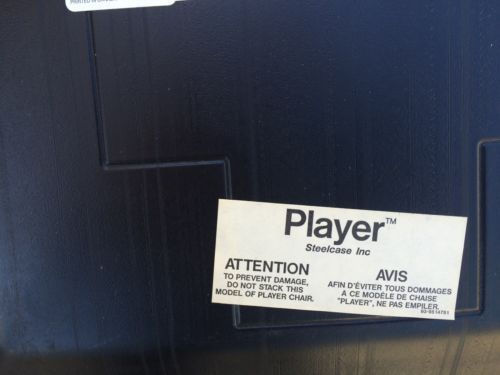 Player™
Steelcase Inc
ATTENTION
TO PREVENT DAMAGE,
DO NOT STACK THIS
MODEL OF PLAYER CHAIR.
AVIS
AFIN D'ÉVITER TOUS DOMMAGES
A CE MODÈLE DE CHAISE
"PLAYER", NE PAS EMPILER.